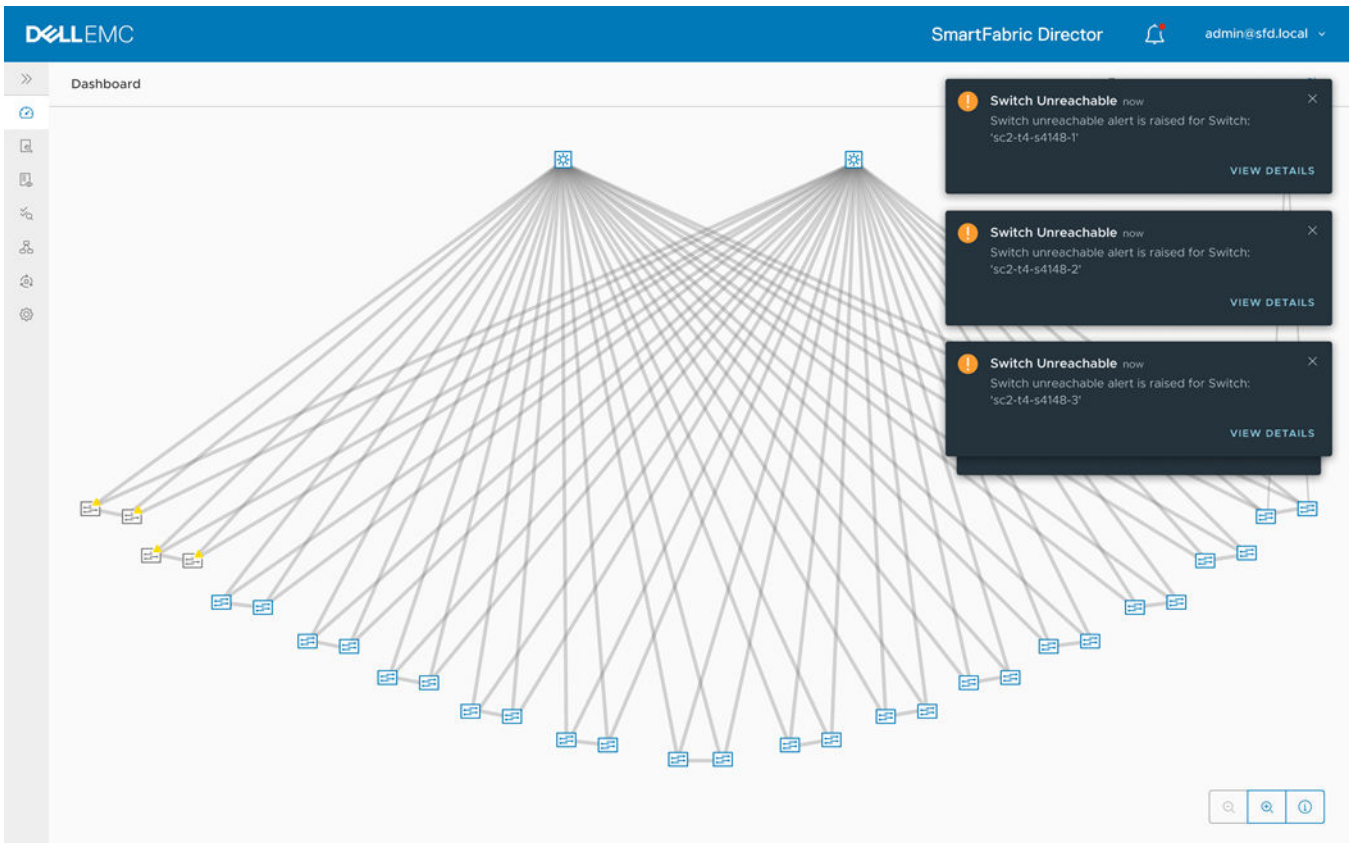 DELLEMC
SmartFabric Director
admin@sfd.local
Dashboard
Switch Unreachable now
Switch unreachable alert is raised for Switch:
'sc2-t4-s4148-1'
VIEW DETAILS
Switch Unreachable now
Switch unreachable alert is raised for Switch:
'sc2-t4-s4148-2'
VIEW DETAILS
Switch Unreachable now
Switch unreachable alert is raised for Switch:
'sc2-t4-s4148-3'
VIEW DETAILS